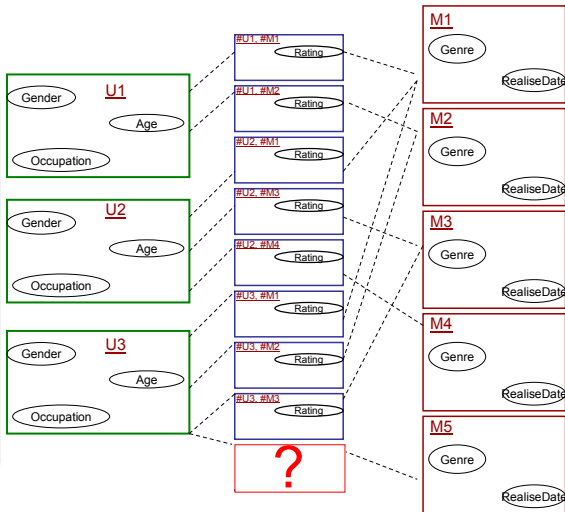 U1
Gender
Age
Occupation
U2
Gender
Age
Occupation
U3
Gender
Age
Occupation
#U1, #M1
Rating
#U1, #M2
Rating
#U2, #M1
Rating
#U2, #M3
Rating
#U2, #M4
Rating
#U3, #M1
Rating
#U3, #M2
Rating
#U3, #M3
Rating
?
M1
Genre
RealiseDate
M2
Genre
RealiseDate
M3
Genre
RealiseDate
M4
Genre
RealiseDate
M5
Genre
RealiseDate